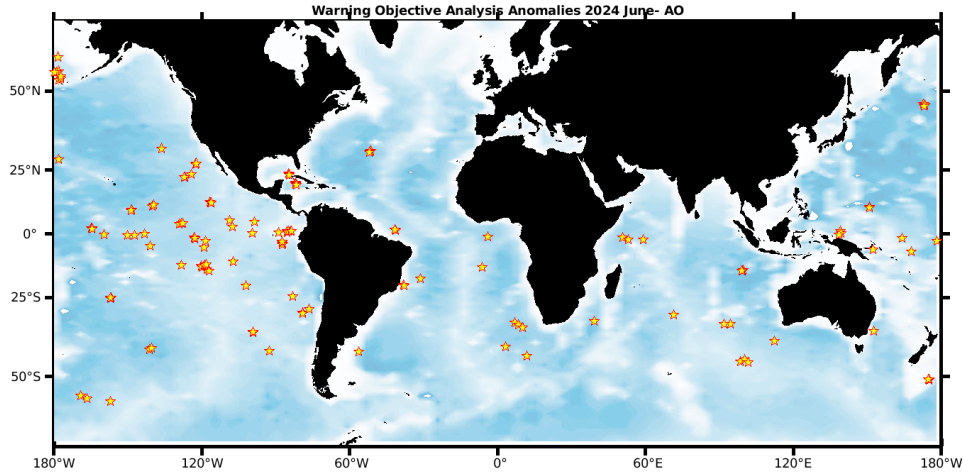 Warning Objective Analysis Anomalies 2024 June- AO
50°N
25°N
0°
25°S
50°S
180°W 120°W 60°W 0° 60°E 120°E 180°W